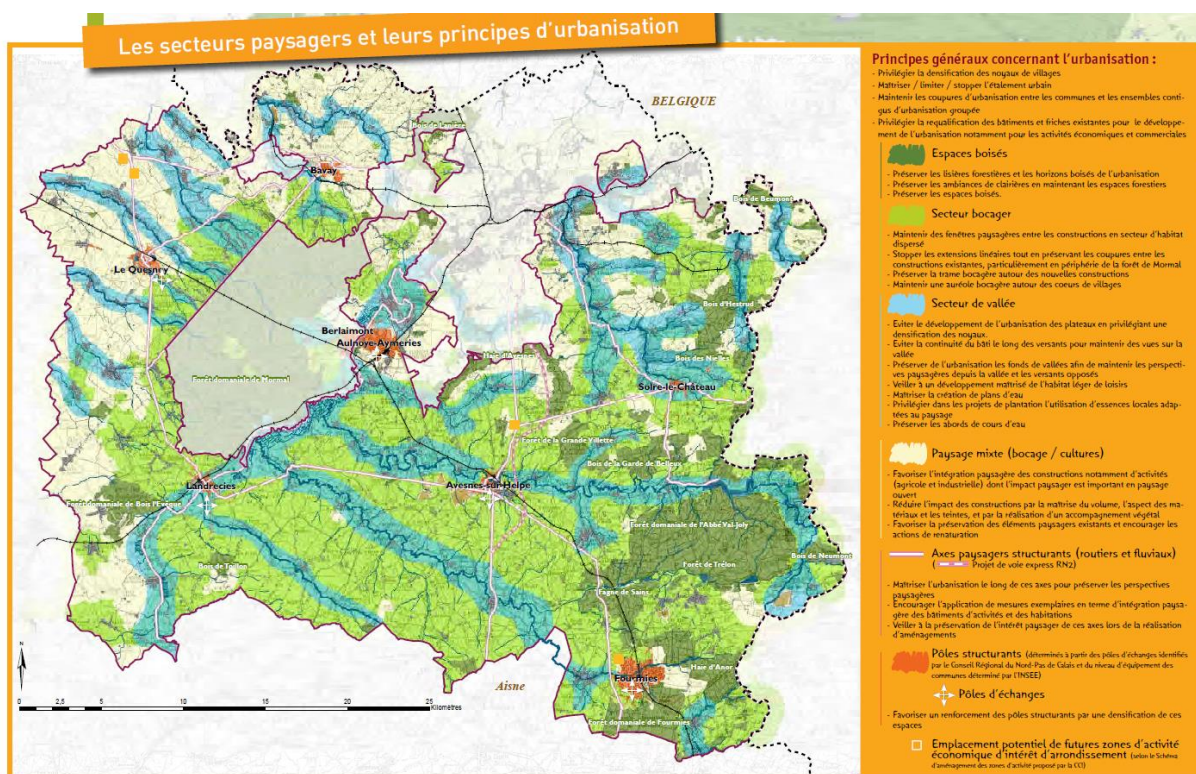 Les secteurs paysagers et leurs principes d'urbanisation
BELGIQUE
Bois de Lanière
Bavay
Bois de Beumont
Le Quesnoy
Bois d'Hestrud
Berlaimont
Aulnoye-Aymeries
Haie d'Avesnes
Bois des Nielles
Forêt domaniale de Mormal
Solre-le-Château
Forêt de la Grande Villette
Bois de la Garde de Belleux
Landrecies
Avesnes-sur-Helpe
Forêt domaniale de Bois l'Evêque
Forêt domaniale de l'Abbé Val-Joly
Bois de Neumont
Bois de Toillon
Forêt de Trélon
Fagne de Sains
N
Fourmies
Haie d'Anor
Aisne
0 2,5 5 10 15 20 25
Kilomètres
Forêt domaniale de Fourmies
Principes généraux concernant l'urbanisation :
- Privilégier la densification des noyaux de villages
- Maîtriser / limiter / stopper l'étalement urbain
- Maintenir les coupures d'urbanisation entre les communes et les ensembles conti-
gus d'urbanisation groupée
- Privilégier la requalification des bâtiments et friches existantes pour le développe-
ment de l'urbanisation notamment pour les activités économiques et commerciales
Espaces boisés
- Préserver les lisières forestières et les horizons boisés de l'urbanisation
- Préserver les ambiances de clairières en maintenant les espaces forestiers
- Préserver les espaces boisés.
Secteur bocager
- Maintenir des fenêtres paysagères entre les constructions en secteur d'habitat
dispersé
- Stopper les extensions linéaires tout en préservant les coupures entre les
constructions existantes, particulièrement en périphérie de la forêt de Mormal
- Préserver la trame bocagère autour des nouvelles constructions
- Maintenir une auréole bocagère autour des coeurs de villages
Secteur de vallée
- Eviter le développement de l'urbanisation des plateaux en privilégiant une
densification des noyaux.
- Eviter la continuité du bâti le long des versants pour maintenir des vues sur la
vallée
- Préserver de l'urbanisation les fonds de vallées afin de maintenir les perspecti-
ves paysagères depuis la vallée et les versants opposés
- Veiller à un développement maîtrisé de l'habitat léger de loisirs
- Maîtriser la création de plans d'eau
- Privilégier dans les projets de plantation l'utilisation d'essences locales adap-
tées au paysage
- Préserver les abords de cours d'eau
Paysage mixte (bocage / cultures)
- Favoriser l'intégration paysagère des constructions notamment d'activités
(agricole et industrielle) dont l'impact paysager est important en paysage
ouvert
- Réduire l'impact des constructions par la maîtrise du volume, l'aspect des ma-
tériaux et les teintes, et par la réalisation d'un accompagnement végétal
- Favoriser la préservation des éléments paysagers existants et encourager les
actions de renaturation
Axes paysagers structurants (routiers et fluviaux)
( Projet de voie express RN2)
- Maîtriser l'urbanisation le long de ces axes pour préserver les perspectives
paysagères
- Encourager l'application de mesures exemplaires en terme d'intégration paysa-
gère des bâtiments d'activités et des habitations
- Veiller à la préservation de l'intérêt paysager de ces axes lors de la réalisation
d'aménagements
Pôles structurants (déterminés à partir des pôles d'échanges identifiés
par le Conseil Régional du Nord-Pas de Calais et du niveau d'équipement des
communes déterminé par l'INSEE)
Pôles d'échanges
- Favoriser un renforcement des pôles structurants par une densification de ces
espaces
Emplacement potentiel de futures zones d'activité
économique d'intérêt d'arrondissement (selon le Schéma
d'aménagement des zones d'activité proposé par la CCI)